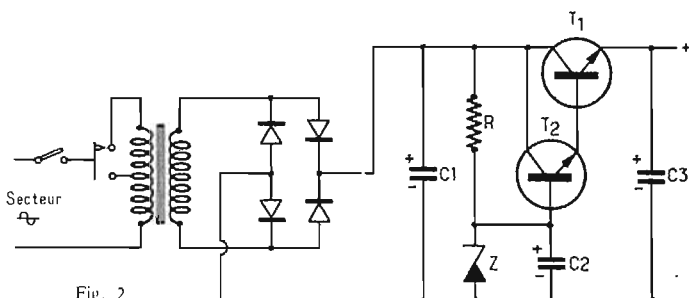 T1
+
R
T2
+
C1
-
+
C3
-
Secteur
Z
+
C2
-
Fig. 2